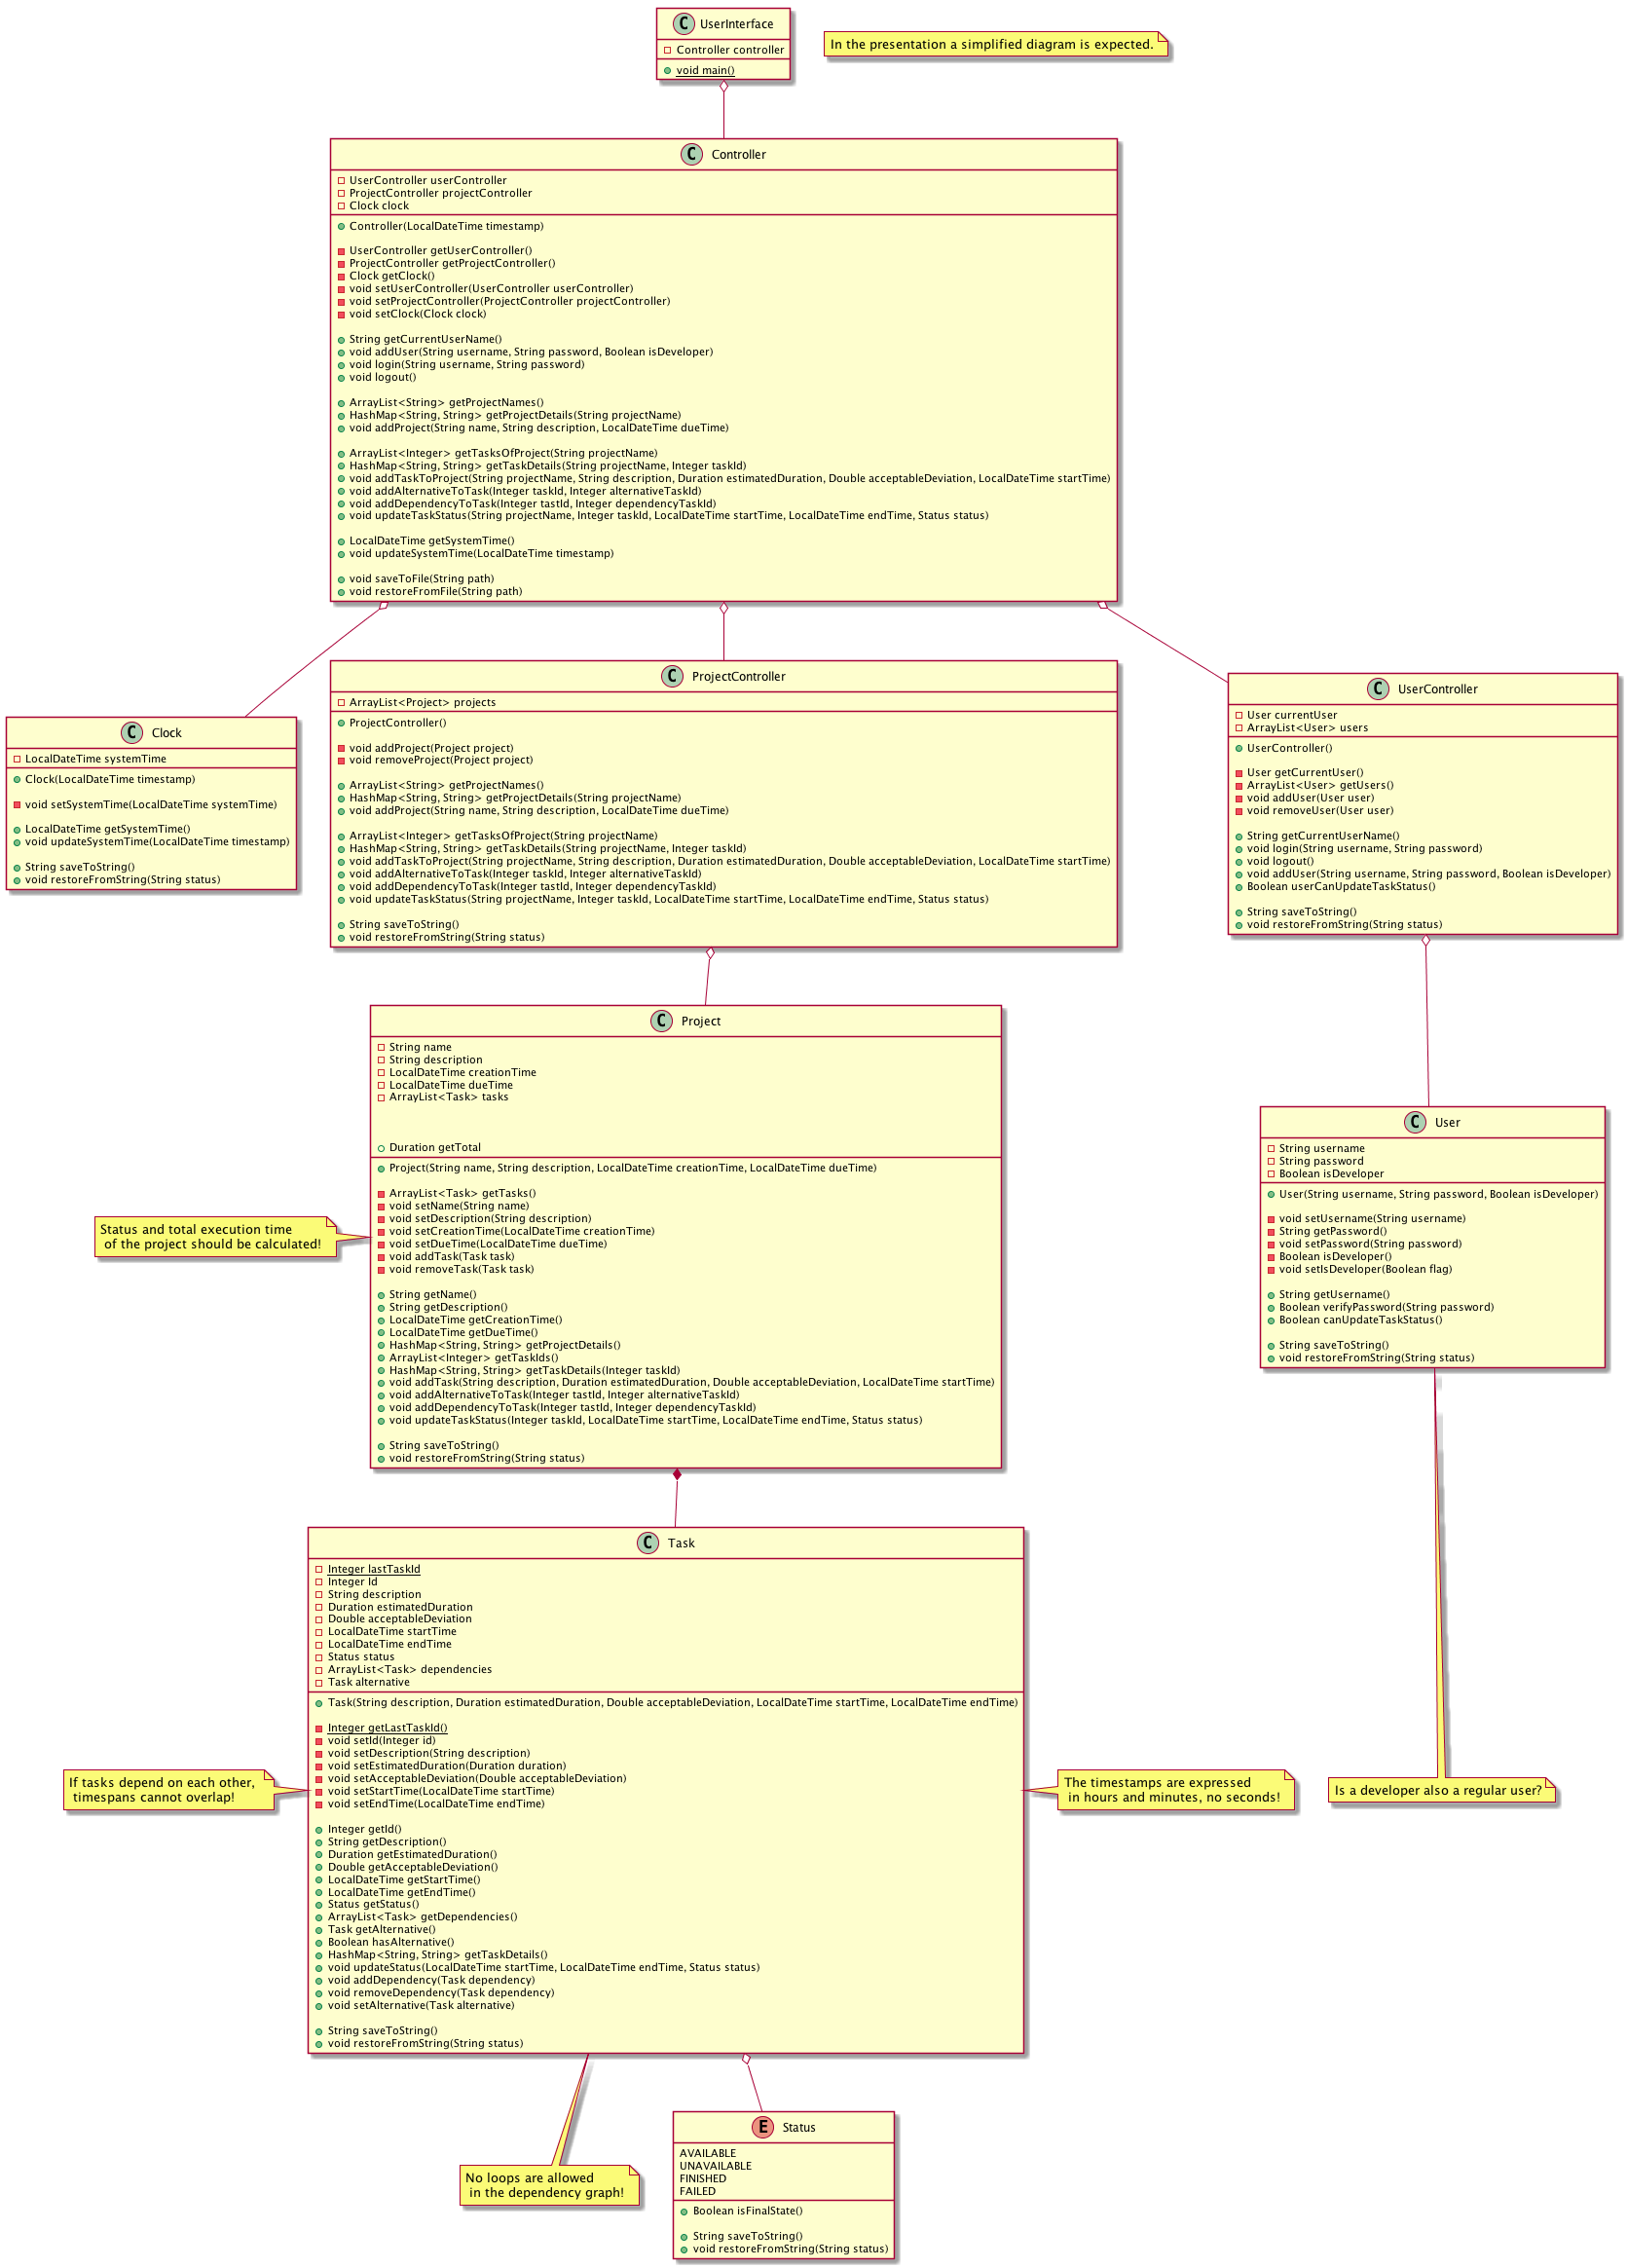 C UserInterface
Controller controller
void main()
In the presentation a simplified diagram is expected.
C Controller
UserController userController
ProjectController projectController
Clock clock
Controller(LocalDateTime timestamp)
UserController getUserController()
ProjectController getProjectController()
Clock getClock()
void setUserController(UserController userController)
void setProjectController(ProjectController projectController)
void setClock(Clock clock)
String getCurrentUserName()
void addUser(String username, String password, Boolean isDeveloper)
void login(String username, String password)
void logout()
ArrayList<String> getProjectNames()
HashMap<String, String> getProjectDetails(String projectName)
void addProject(String name, String description, LocalDateTime dueTime)
ArrayList<Integer> getTasksOfProject(String projectName)
HashMap<String, String> getTaskDetails(String projectName, Integer taskId)
void addTaskToProject(String projectName, String description, Duration estimatedDuration, Double acceptableDeviation, LocalDateTime startTime)
void addAlternativeToTask(Integer taskId, Integer alternativeTaskId)
void addDependencyToTask(Integer tastId, Integer dependencyTaskId)
void updateTaskStatus(String projectName, Integer taskId, LocalDateTime startTime, LocalDateTime endTime, Status status)
LocalDateTime getSystemTime()
void updateSystemTime(LocalDateTime timestamp)
void saveToFile(String path)
void restoreFromFile(String path)
C Clock
LocalDateTime systemTime
Clock(LocalDateTime timestamp)
void setSystemTime(LocalDateTime systemTime)
LocalDateTime getSystemTime()
void updateSystemTime(LocalDateTime timestamp)
String saveToString()
void restoreFromString(String status)
C ProjectController
ArrayList<Project> projects
ProjectController()
void addProject(Project project)
void removeProject(Project project)
ArrayList<String> getProjectNames()
HashMap<String, String> getProjectDetails(String projectName)
void addProject(String name, String description, LocalDateTime dueTime)
ArrayList<Integer> getTasksOfProject(String projectName)
HashMap<String, String> getTaskDetails(String projectName, Integer taskId)
void addTaskToProject(String projectName, String description, Duration estimatedDuration, Double acceptableDeviation, LocalDateTime startTime)
void addAlternativeToTask(Integer taskId, Integer alternativeTaskId)
void addDependencyToTask(Integer tastId, Integer dependencyTaskId)
void updateTaskStatus(String projectName, Integer taskId, LocalDateTime startTime, LocalDateTime endTime, Status status)
String saveToString()
void restoreFromString(String status)
C UserController
User currentUser
ArrayList<User> users
UserController()
User getCurrentUser()
ArrayList<User> getUsers()
void addUser(User user)
void removeUser(User user)
String getCurrentUserName()
void login(String username, String password)
void logout()
void addUser(String username, String password, Boolean isDeveloper)
Boolean userCanUpdateTaskStatus()
String saveToString()
void restoreFromString(String status)
C Project
String name
String description
LocalDateTime creationTime
LocalDateTime dueTime
ArrayList<Task> tasks
Duration getTotal
Project(String name, String description, LocalDateTime creationTime, LocalDateTime dueTime)
ArrayList<Task> getTasks()
void setName(String name)
void setDescription(String description)
void setCreationTime(LocalDateTime creationTime)
void setDueTime(LocalDateTime dueTime)
void addTask(Task task)
void removeTask(Task task)
String getName()
String getDescription()
LocalDateTime getCreationTime()
LocalDateTime getDueTime()
HashMap<String, String> getProjectDetails()
ArrayList<Integer> getTaskIds()
HashMap<String, String> getTaskDetails(Integer taskId)
void addTask(String description, Duration estimatedDuration, Double acceptableDeviation, LocalDateTime startTime)
void addAlternativeToTask(Integer tastId, Integer alternativeTaskId)
void addDependencyToTask(Integer tastId, Integer dependencyTaskId)
void updateTaskStatus(Integer taskId, LocalDateTime startTime, LocalDateTime endTime, Status status)
String saveToString()
void restoreFromString(String status)
Status and total execution time
of the project should be calculated!
C User
String username
String password
Boolean isDeveloper
User(String username, String password, Boolean isDeveloper)
void setUsername(String username)
String getPassword()
void setPassword(String password)
Boolean isDeveloper()
void setIsDeveloper(Boolean flag)
String getUsername()
Boolean verifyPassword(String password)
Boolean canUpdateTaskStatus()
String saveToString()
void restoreFromString(String status)
C Task
Integer lastTaskId
Integer Id
String description
Duration estimatedDuration
Double acceptableDeviation
LocalDateTime startTime
LocalDateTime endTime
Status status
ArrayList<Task> dependencies
Task alternative
Task(String description, Duration estimatedDuration, Double acceptableDeviation, LocalDateTime startTime, LocalDateTime endTime)
Integer getLastTaskId()
void setId(Integer id)
void setDescription(String description)
void setEstimatedDuration(Duration duration)
void setAcceptableDeviation(Double acceptableDeviation)
void setStartTime(LocalDateTime startTime)
void setEndTime(LocalDateTime endTime)
Integer getId()
String getDescription()
Duration getEstimatedDuration()
Double getAcceptableDeviation()
LocalDateTime getStartTime()
LocalDateTime getEndTime()
Status getStatus()
ArrayList<Task> getDependencies()
Task getAlternative()
Boolean hasAlternative()
HashMap<String, String> getTaskDetails()
void updateStatus(LocalDateTime startTime, LocalDateTime endTime, Status status)
void addDependency(Task dependency)
void removeDependency(Task dependency)
void setAlternative(Task alternative)
String saveToString()
void restoreFromString(String status)
If tasks depend on each other,
timespans cannot overlap!
The timestamps are expressed
in hours and minutes, no seconds!
Is a developer also a regular user?
No loops are allowed
in the dependency graph!
E Status
AVAILABLE
UNAVAILABLE
FINISHED
FAILED
Boolean isFinalState()
String saveToString()
void restoreFromString(String status)